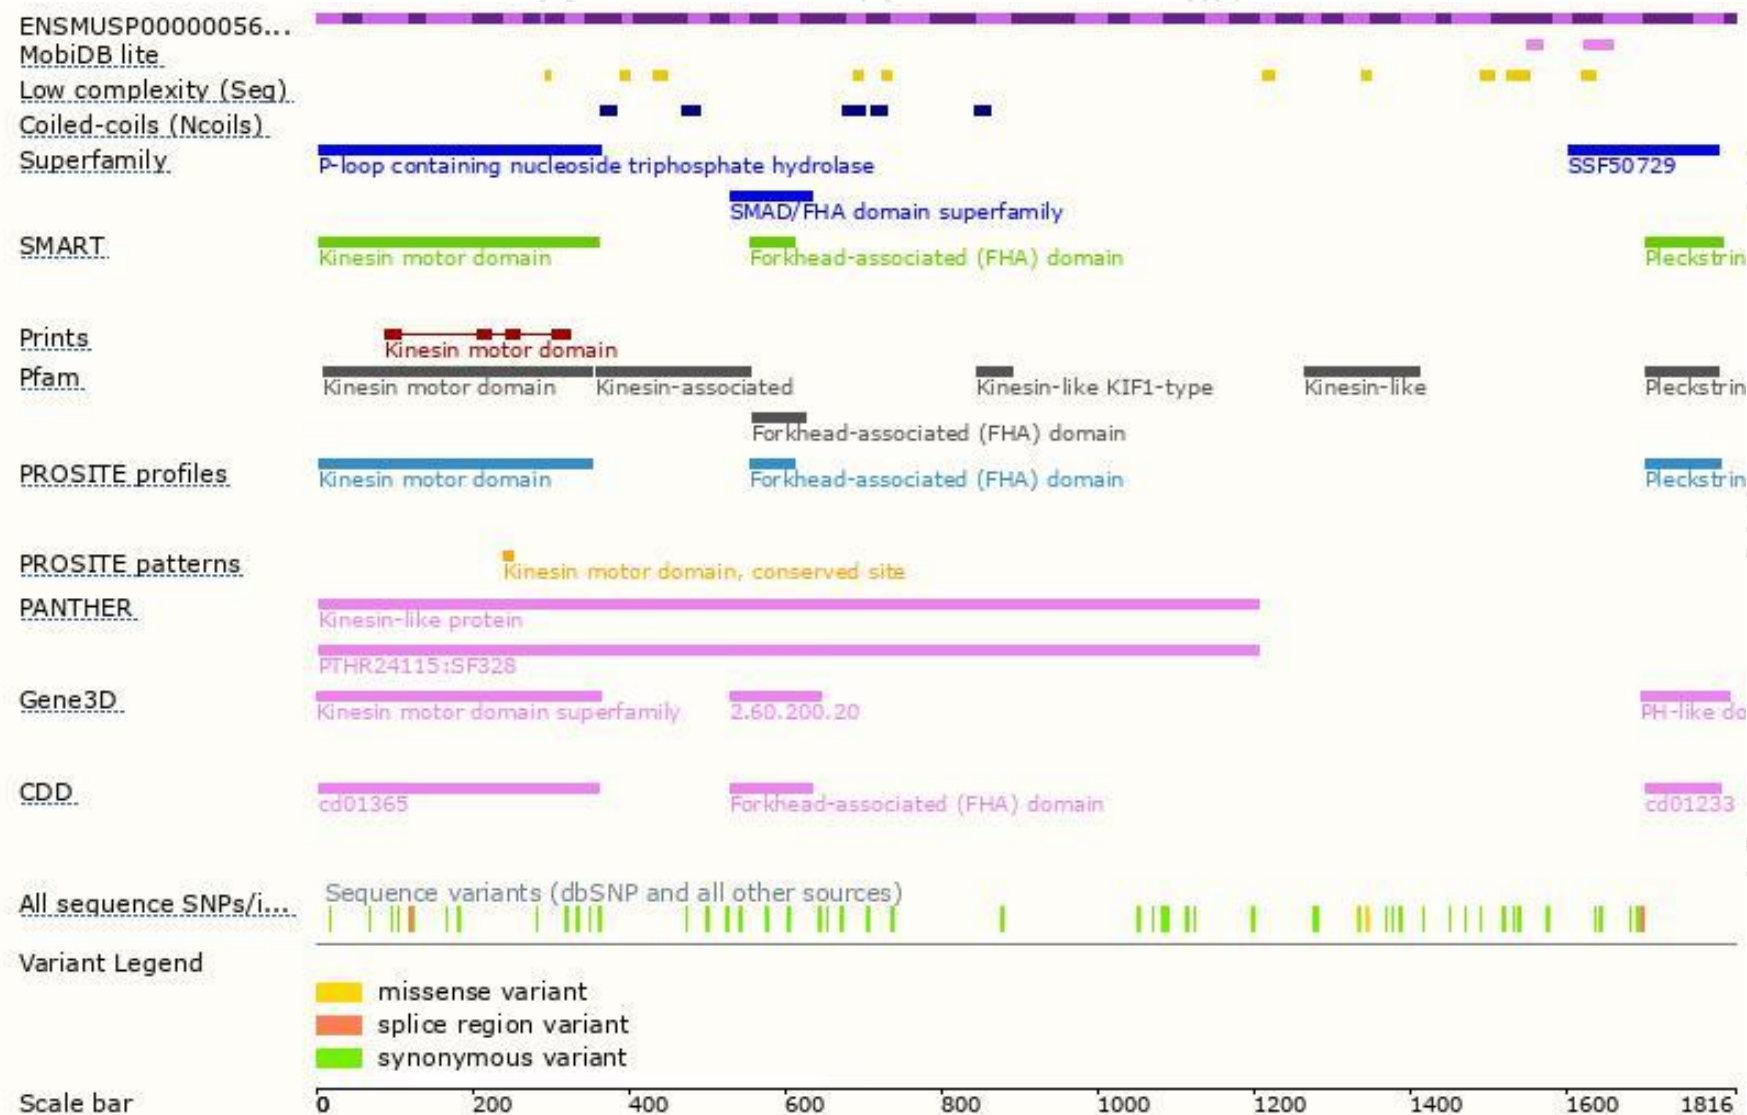 ENSMUSP00000056...
MobiDB lite
Low complexity (Seg)
Coiled-coils (Ncoils)
Superfamily
P-loop containing nucleoside triphosphate hydrolase
SSF50729
SMAD/FHA domain superfamily
SMART
Kinesin motor domain
Forkhead-associated (FHA) domain
Pleckstrin
Prints
Kinesin motor domain
Pfam
Kinesin motor domain
Kinesin-associated
Kinesin-like KIF1-type
Kinesin-like
Pleckstrin
Forkhead-associated (FHA) domain
PROSITE profiles
Kinesin motor domain
Forkhead-associated (FHA) domain
Pleckstrin
PROSITE patterns
Kinesin motor domain, conserved site
PANTHER
Kinesin-like protein
PTHR24115:SF328
Gene3D
Kinesin motor domain superfamily
2.60.200.20
PH-like do
CDD
cd01365
Forkhead-associated (FHA) domain
cd01233
All sequence SNPs/i...
Sequence variants (dbSNP and all other sources)
Variant Legend
missense variant
splice region variant
synonymous variant
Scale bar
0 200 400 600 800 1000 1200 1400 1600 1816